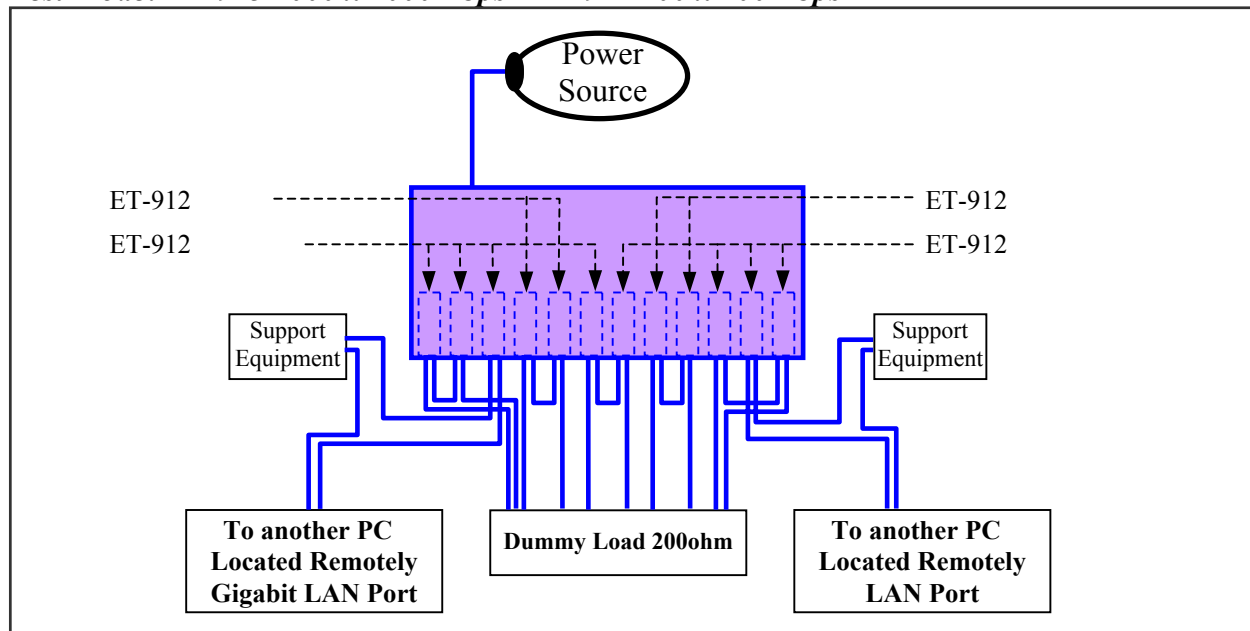 Power
Source
ET-912
ET-912
ET-912
ET-912
Support
Equipment
Support
Equipment
To another PC
Located Remotely
Gigabit LAN Port
Dummy Load 200ohm
To another PC
Located Remotely
LAN Port